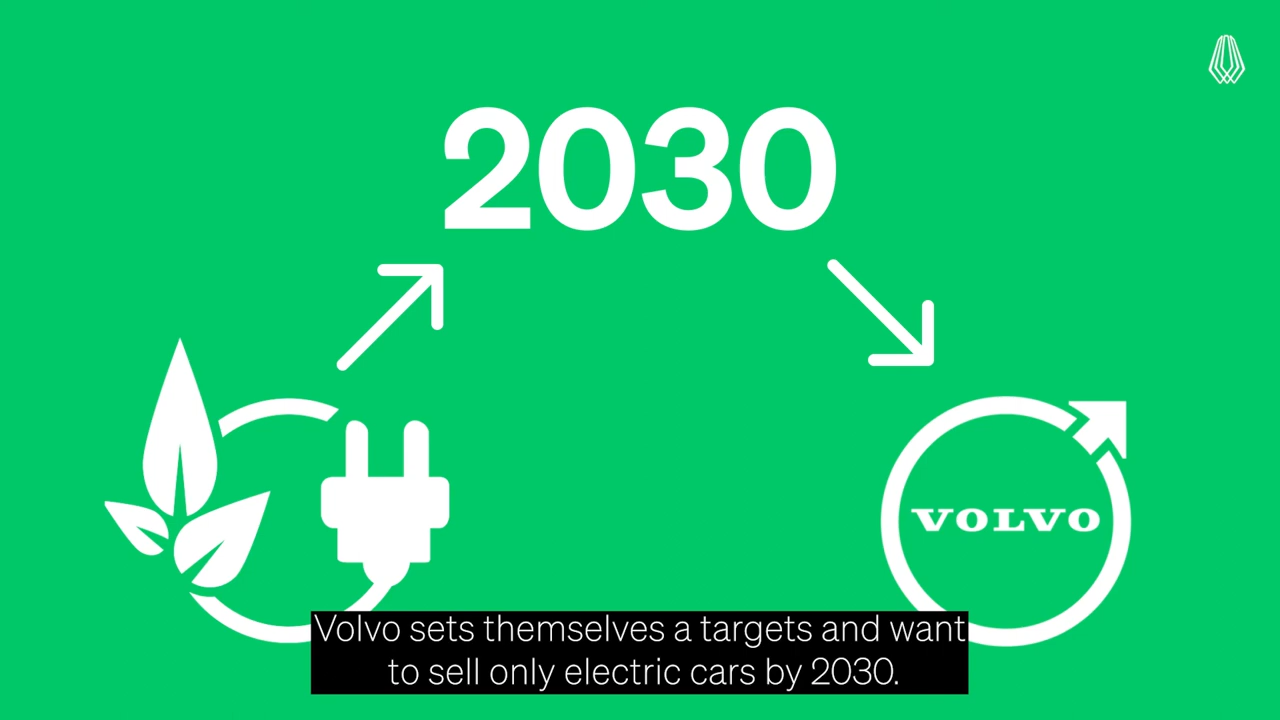 2030
VOLVO
Volvo sets themselves a targets and want
to sell only electric cars by 2030.